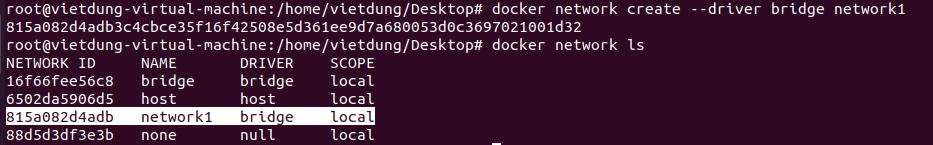 root@vietdung-virtual-machine:/home/vietdung/Desktop# docker network create --driver bridge network1
815a082d4adb3c4cbce35f16f42508e5d361ee9d7a680053d0c3697021001d32
root@vietdung-virtual-machine:/home/vietdung/Desktop# docker network ls
NETWORK ID     NAME       DRIVER    SCOPE
16f66fee56c8   bridge     bridge    local
6502da5906d5   host       host      local
815a082d4adb   network1   bridge    local
88d5d3df3e3b   none       null      local